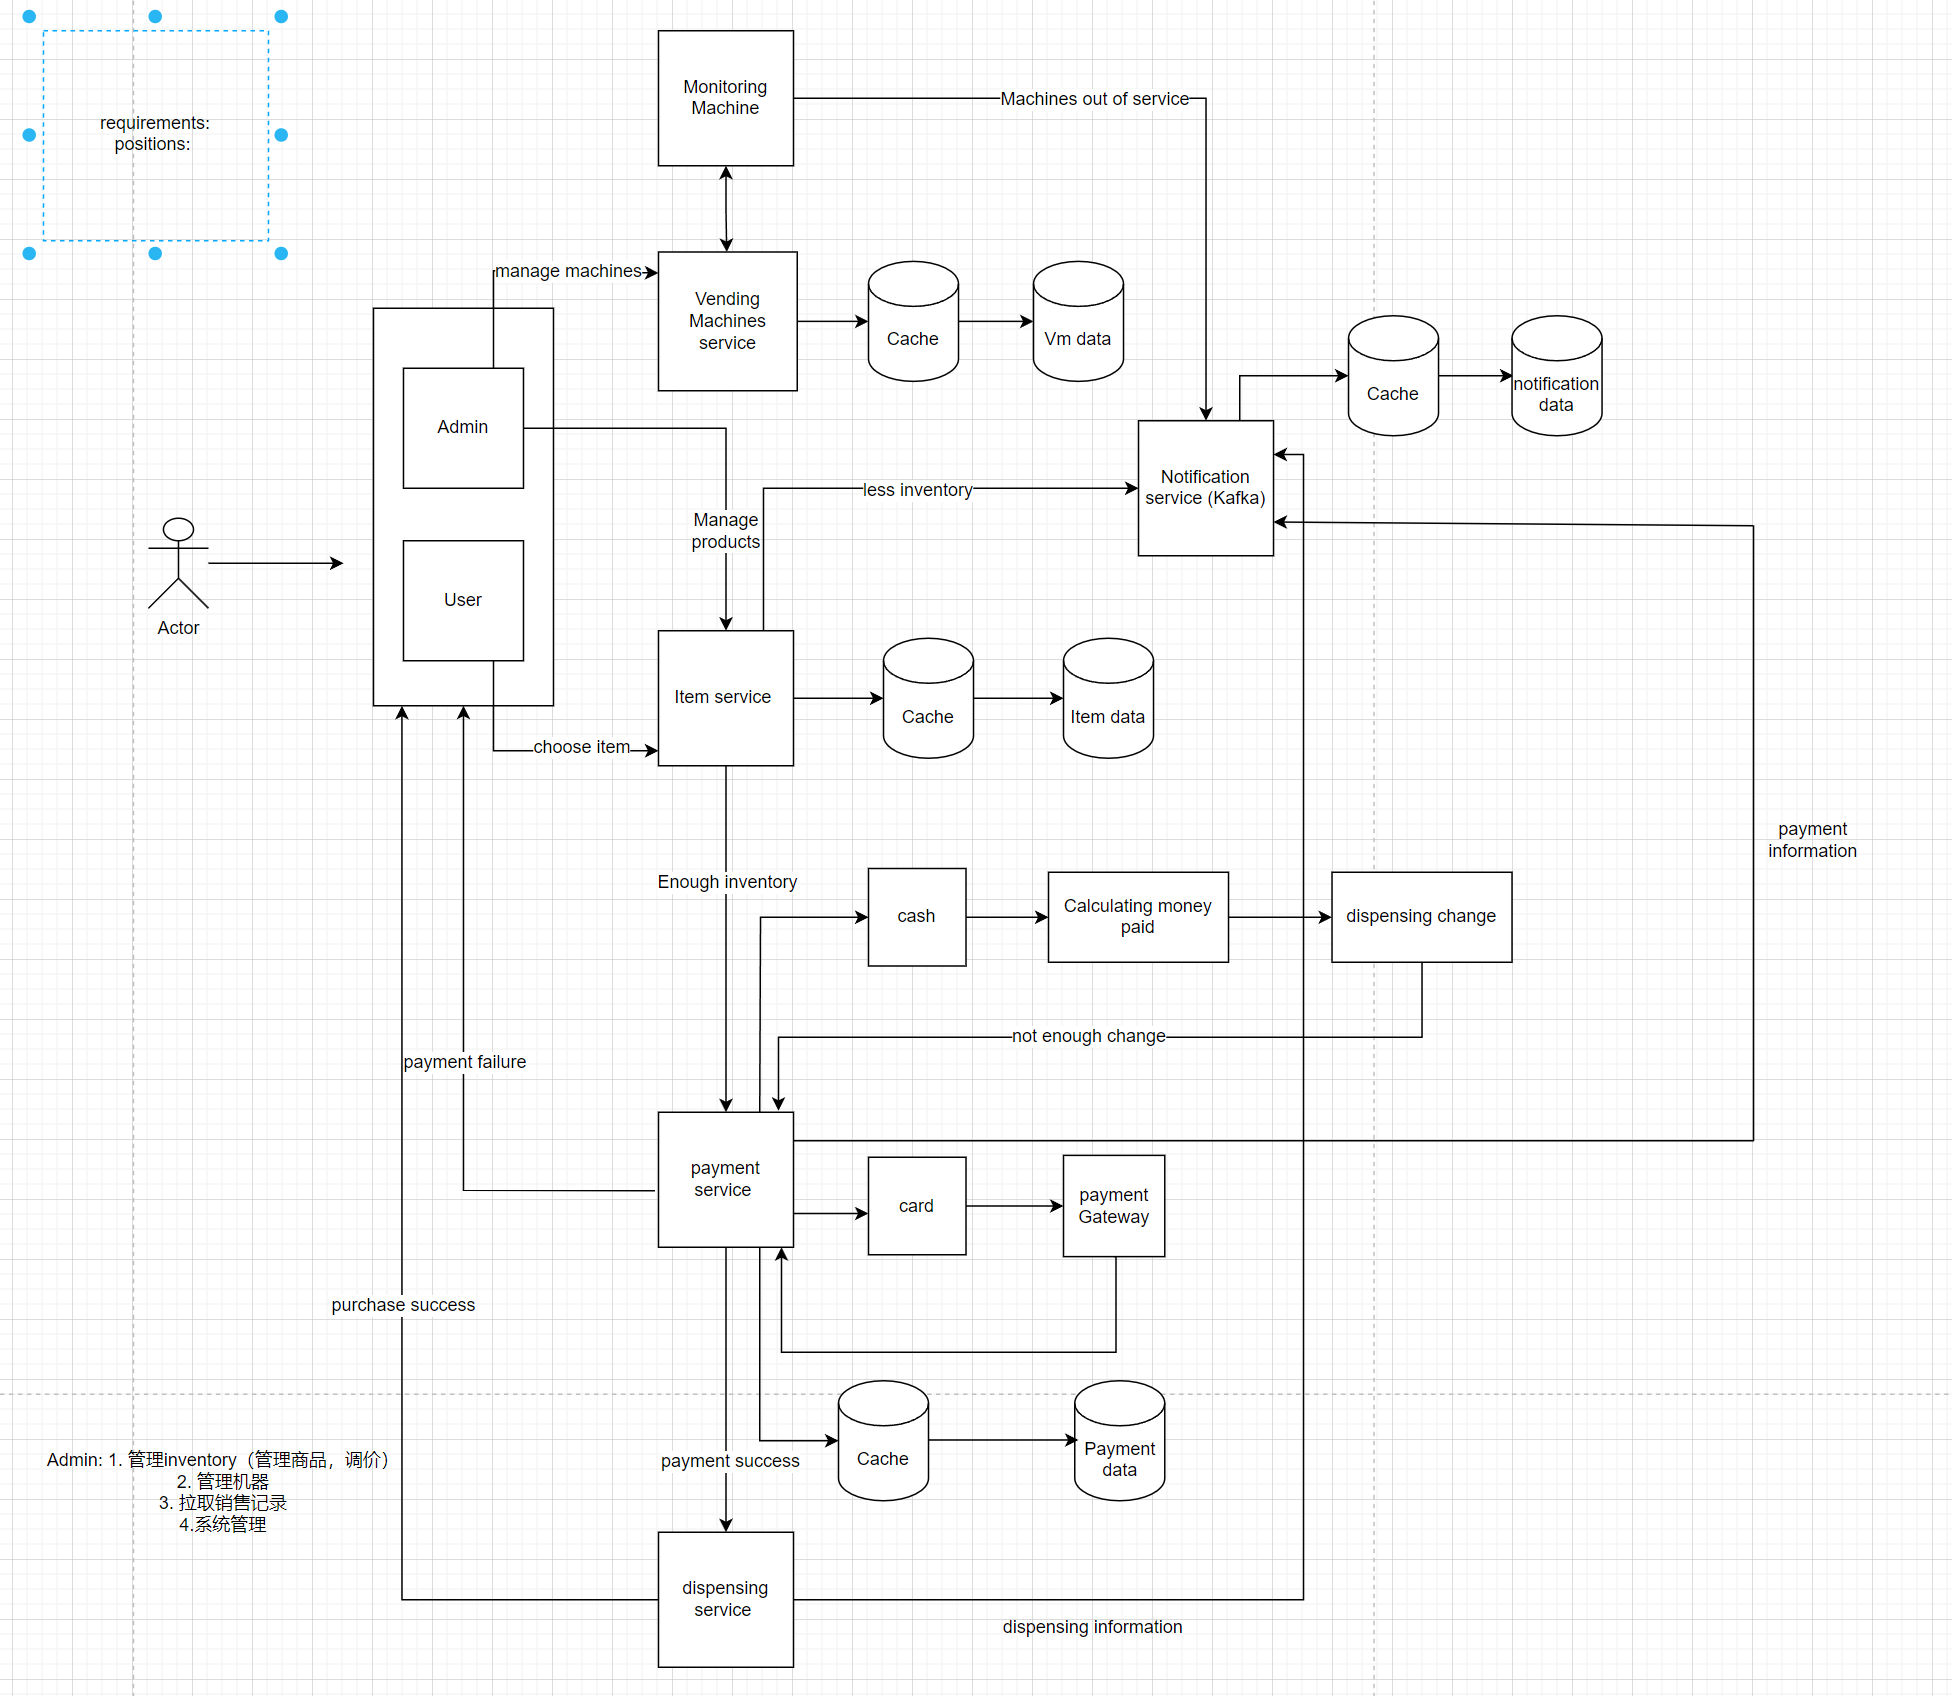 requirements:
positions:
Monitoring
Machine
Machines out of service
manage machines
Vending
Machines
service
Cache
Vm data
Cache
notification
data
Admin
Notification
service (Kafka)
less inventory
Manage
products
User
Actor
Item service
Cache
Item data
choose item
payment
information
Enough inventory
cash
Calculating money
paid
dispensing change
not enough change
payment failure
payment
service
card
payment
Gateway
purchase success
Cache
Payment
data
payment success
Admin: 1. 管理inventory（管理商品，调价）
2. 管理机器
3. 拉取销售记录
4.系统管理
dispensing
service
dispensing information